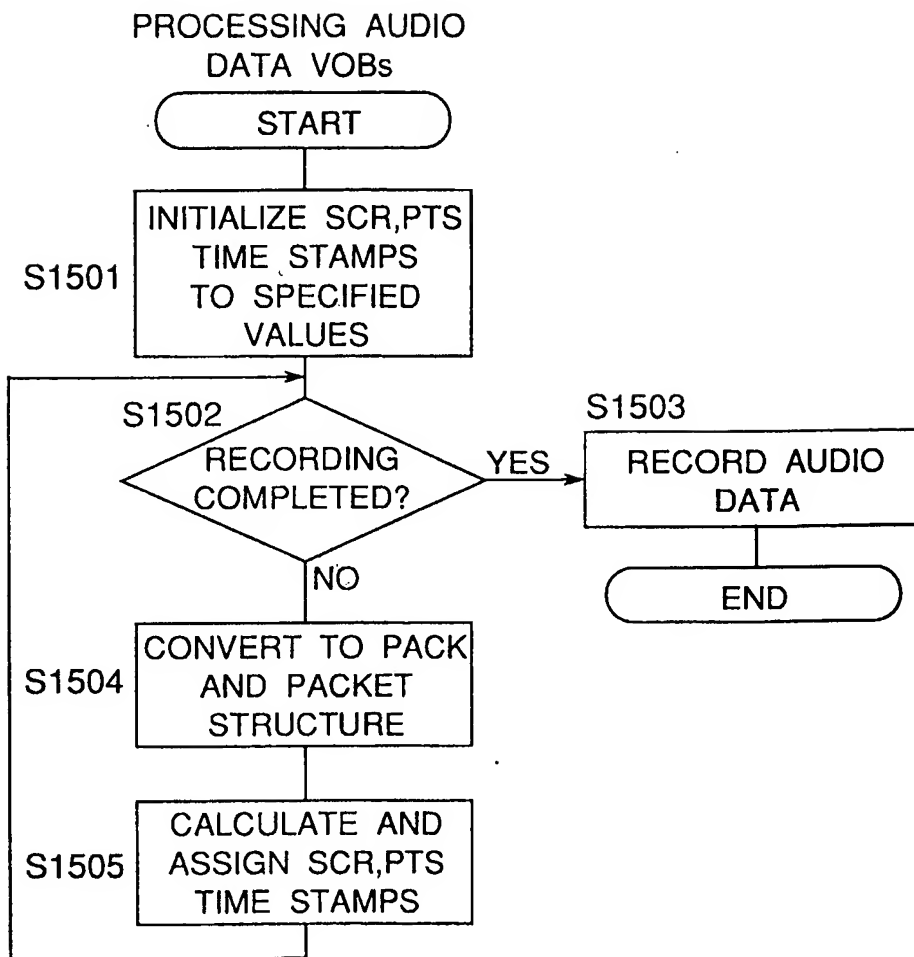 PROCESSING AUDIO
DATA VOBs
START
S1501
INITIALIZE SCR,PTS
TIME STAMPS
TO SPECIFIED
VALUES
S1502
RECORDING
COMPLETED?
YES
NO
S1503
RECORD AUDIO
DATA
END
S1504
CONVERT TO PACK
AND PACKET
STRUCTURE
S1505
CALCULATE AND
ASSIGN SCR,PTS
TIME STAMPS